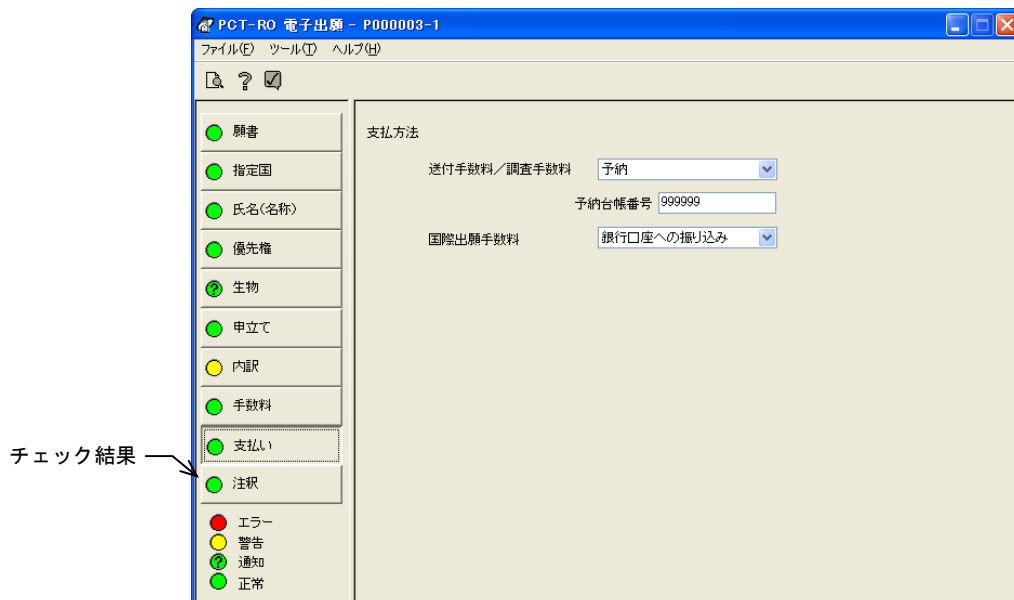 PCT-RO 電子出願 - P000003-1
ファイル(F) ツール(T) ヘルプ(H)
願書
指定国
氏名(名称)
優先権
生物
申立て
内訳
手数料
支払い
注釈
エラー
警告
通知
正常
チェック結果
支払方法
送付手数料/調査手数料 予納
予納台帳番号 999999
国際出願手数料 銀行口座への振り込み